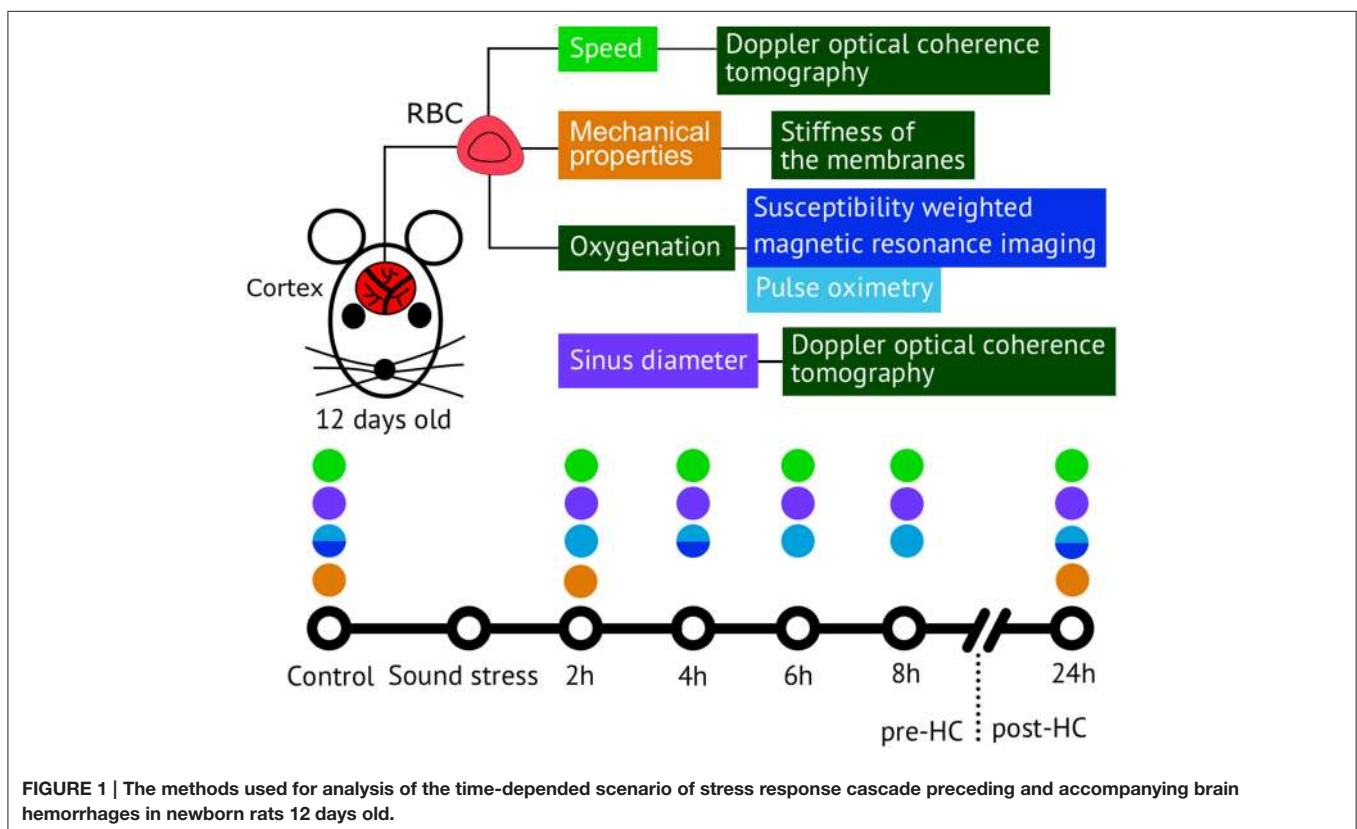 Speed
Doppler optical coherence
tomography
RBC
Mechanical
properties
Stiffness of
the membranes
Susceptibility weighted
magnetic resonance imaging
Oxygenation
Pulse oximetry
Cortex
Sinus diameter
Doppler optical coherence
tomography
12 days old
Control Sound stress 2h 4h 6h 8h 24h
pre-HC post-HC
FIGURE 1 | The methods used for analysis of the time-depended scenario of stress response cascade preceding and accompanying brain
hemorrhages in newborn rats 12 days old.